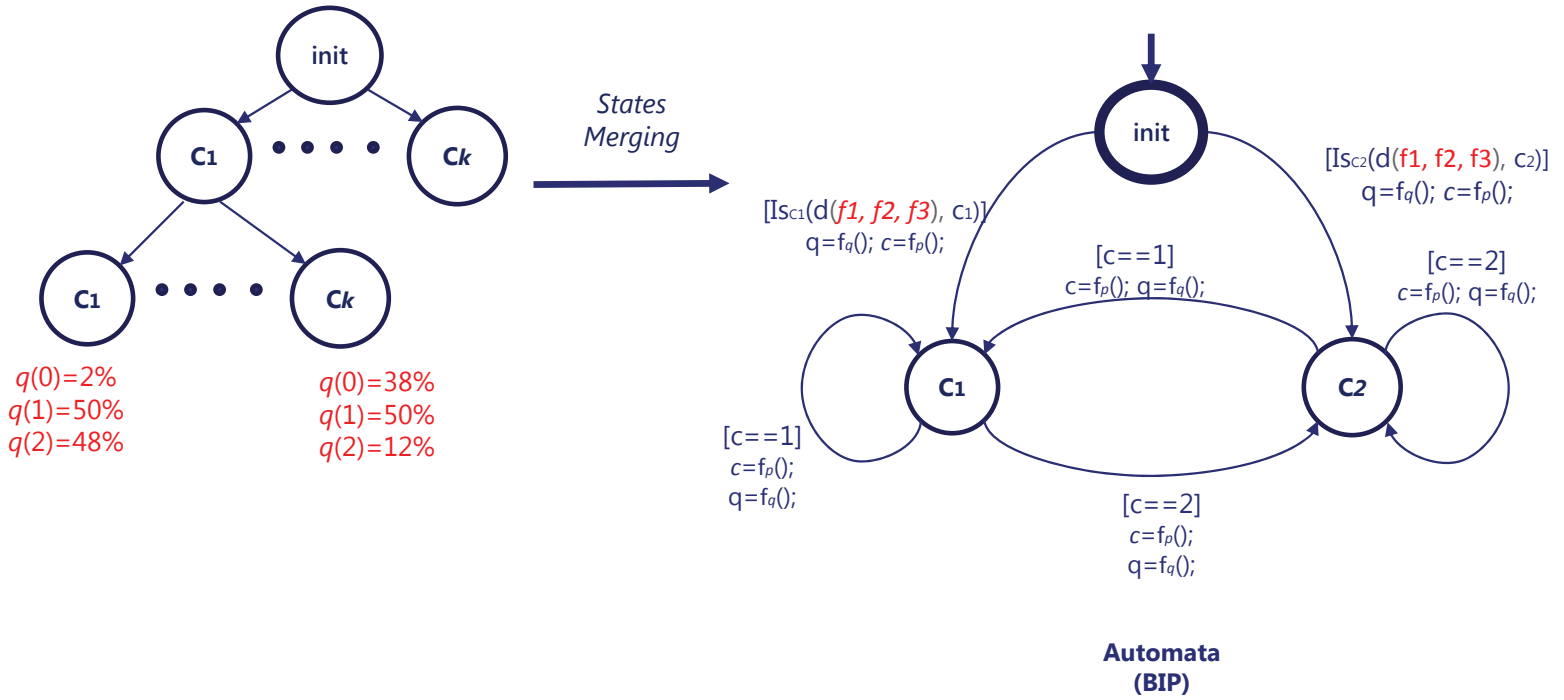 init
C1
Ck
C1
Ck
q(0)=2%
q(1)=50%
q(2)=48%
q(0)=38%
q(1)=50%
q(2)=12%
States
Merging
init
[IsC1(d(f1, f2, f3), c1)]
q=fq(); c=fp();
[IsC2(d(f1, f2, f3), c2)]
q=fq(); c=fp();
[c==1]
c=fp(); q=fq();
[c==2]
c=fp(); q=fq();
C1
C2
[c==1]
c=fp();
q=fq();
[c==2]
c=fp();
q=fq();
Automata
(BIP)